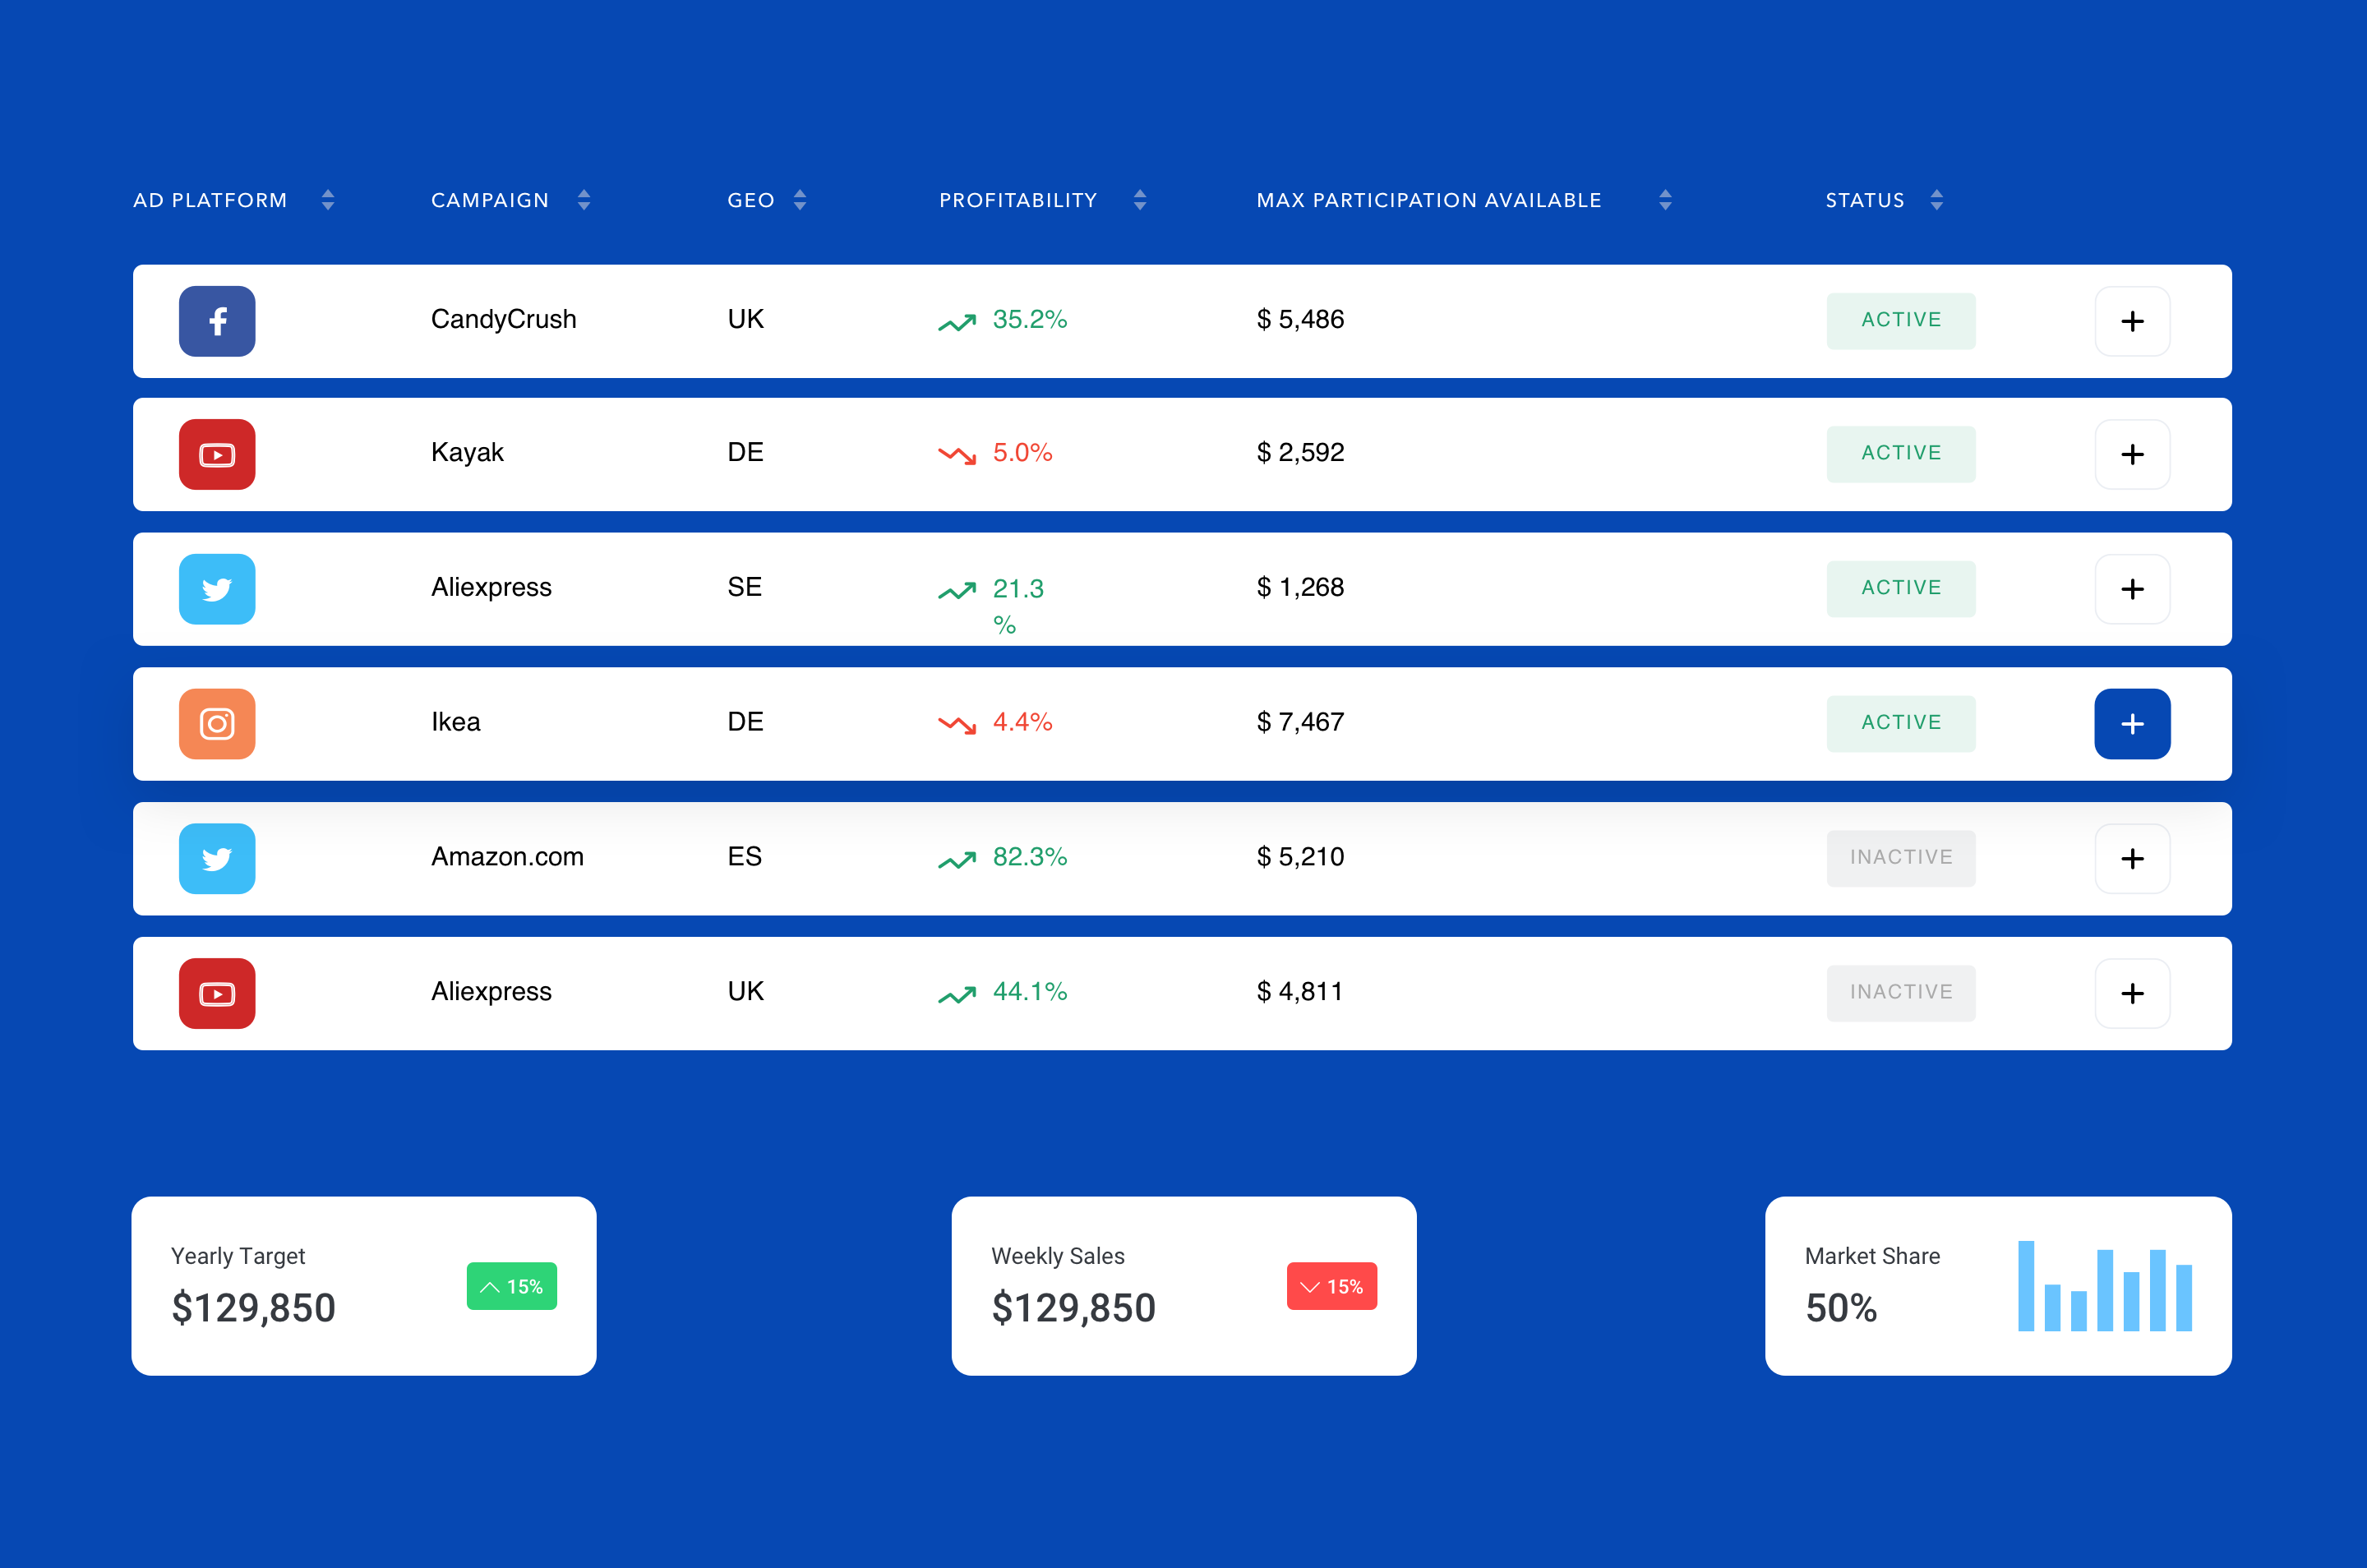 AD PLATFORM CAMPAIGN GEO PROFITABILITY MAX PARTICIPATION AVAILABLE STATUS
CandyCrush UK 35.2% $ 5,486 ACTIVE
Kayak DE 5.0% $ 2,592 ACTIVE
Aliexpress SE 21.3 $ 1,268 ACTIVE
%
Ikea DE 4.4% $ 7,467 ACTIVE
Amazon.com ES 82.3% $ 5,210 INACTIVE
Aliexpress UK 44.1% $ 4,811 INACTIVE
Yearly Target
$129,850
15%
Weekly Sales
$129,850
15%
Market Share
50%